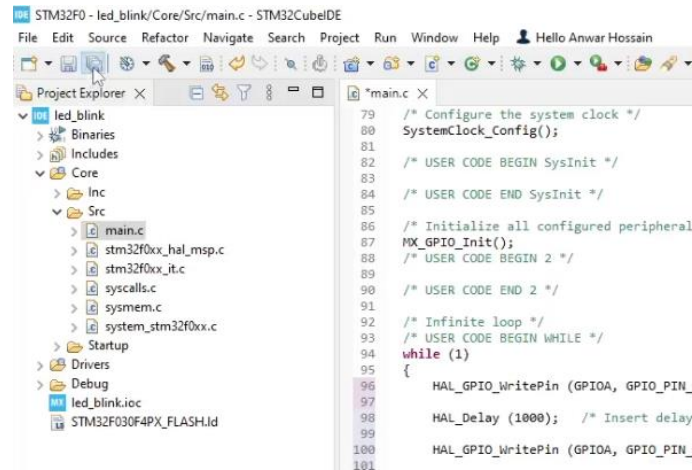 IDE STM32F0 - led_blink/Core/Src/main.c - STM32CubeIDE
File Edit Source Refactor Navigate Search Project Run Window Help Hello Anwar Hossain
Project Explorer
*main.c
IDE led_blink
Binaries
Includes
Core
Inc
Src
main.c
stm32f0xx_hal_msp.c
stm32f0xx_it.c
syscalls.c
sysmem.c
system_stm32f0xx.c
Startup
Drivers
Debug
MX led_blink.ioc
STM32F030F4PX_FLASH.ld
79 /* Configure the system clock */
80 SystemClock_Config();
81
82 /* USER CODE BEGIN SysInit */
83
84 /* USER CODE END SysInit */
85
86 /* Initialize all configured peripheral
87 MX_GPIO_Init();
88 /* USER CODE BEGIN 2 */
89
90 /* USER CODE END 2 */
91
92 /* Infinite loop */
93 /* USER CODE BEGIN WHILE */
94 while (1)
95 {
96 HAL_GPIO_WritePin (GPIOA, GPIO_PIN_
97
98 HAL_Delay (1000); /* Insert delay
99
100 HAL_GPIO_WritePin (GPIOA, GPIO_PIN_
101